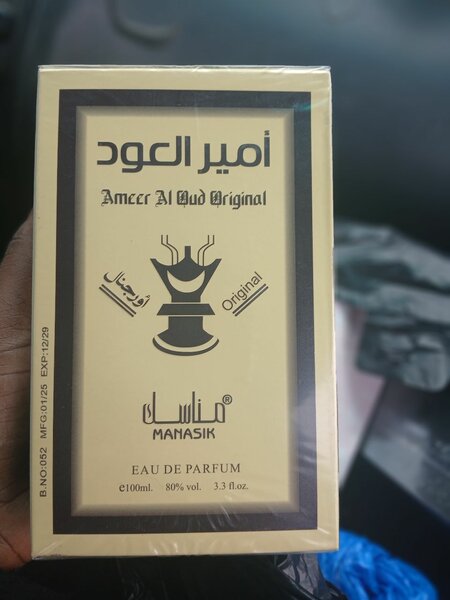 أمير العود
Ameer Al Oud Original
أورجينال
Original
مناسك®
MANASIK
EAU DE PARFUM
e100ml. 80% vol. 3.3 fl.oz.
B.NO:052 MFG:01/25 EXP:12/29